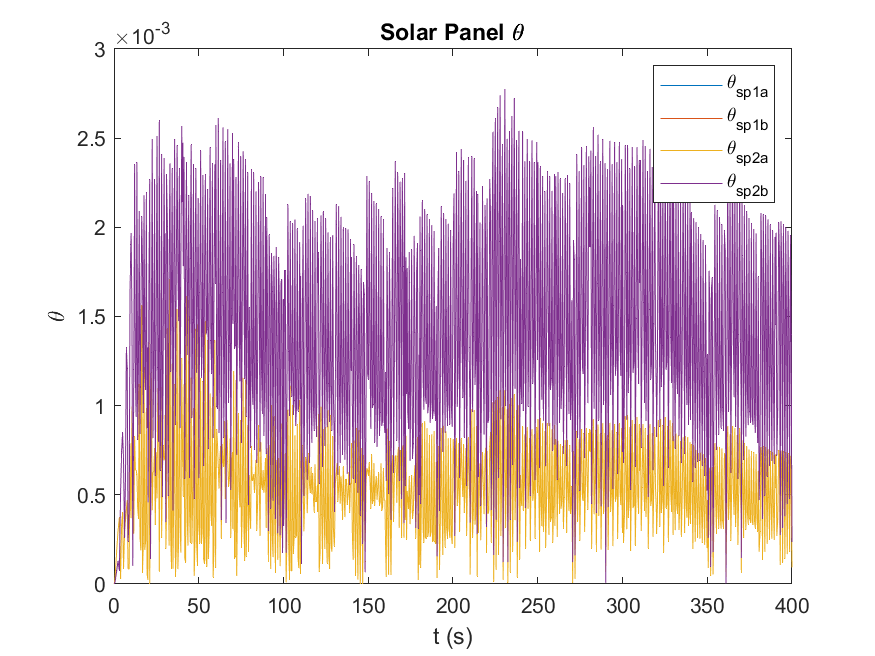 Solar Panel θ
×10⁻³
3
2.5
2
1.5
1
0.5
0
θ
0 50 100 150 200 250 300 350 400
t (s)
θsp1a
θsp1b
θsp2a
θsp2b